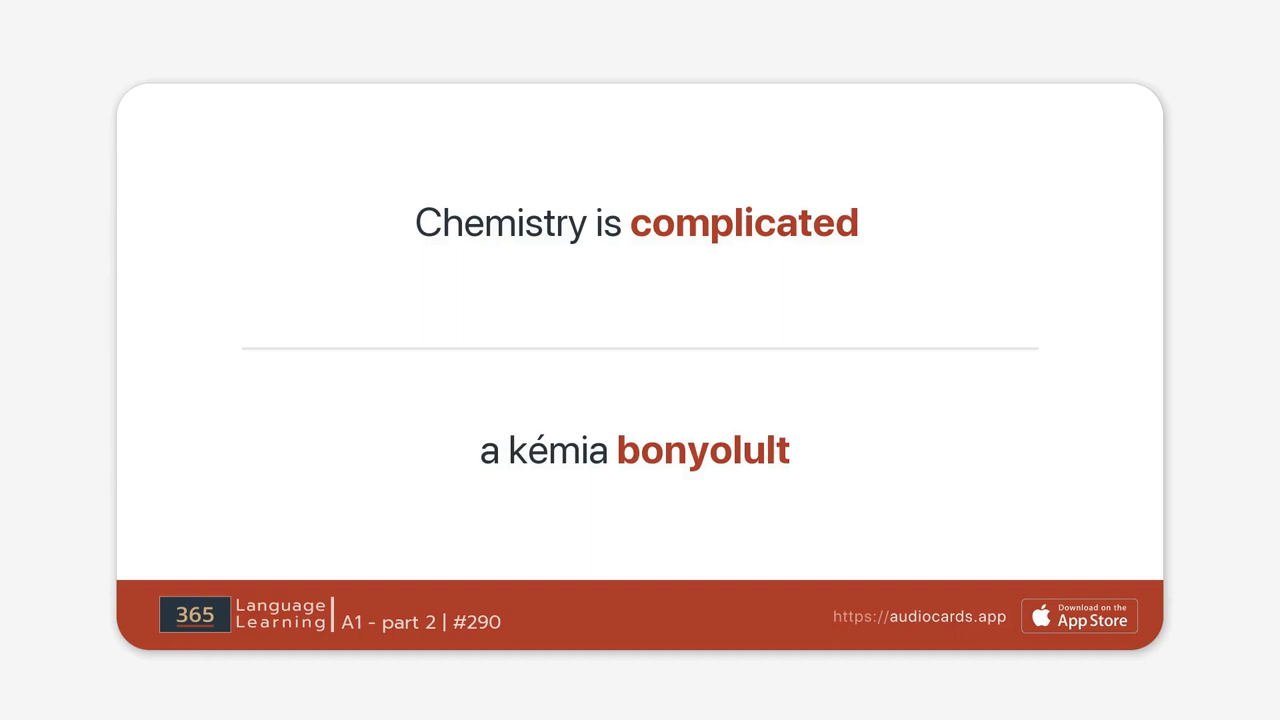 Chemistry is complicated
a kémia bonyolult
365
Language
Learning
A1 - part 2 | #290
https://audiocards.app
Download on the
App Store